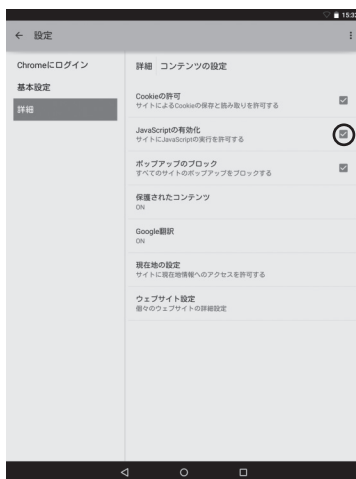 15:32
← 設定
Chromeにログイン
基本設定
詳細
詳細 コンテンツの設定
Cookieの許可
サイトによるCookieの保存と読み取りを許可する
JavaScriptの有効化
サイトにJavaScriptの実行を許可する
ポップアップのブロック
すべてのサイトのポップアップをブロックする
保護されたコンテンツ
ON
Google翻訳
ON
現在地の設定
サイトに現在地情報へのアクセスを許可する
ウェブサイト設定
個々のウェブサイトの詳細設定